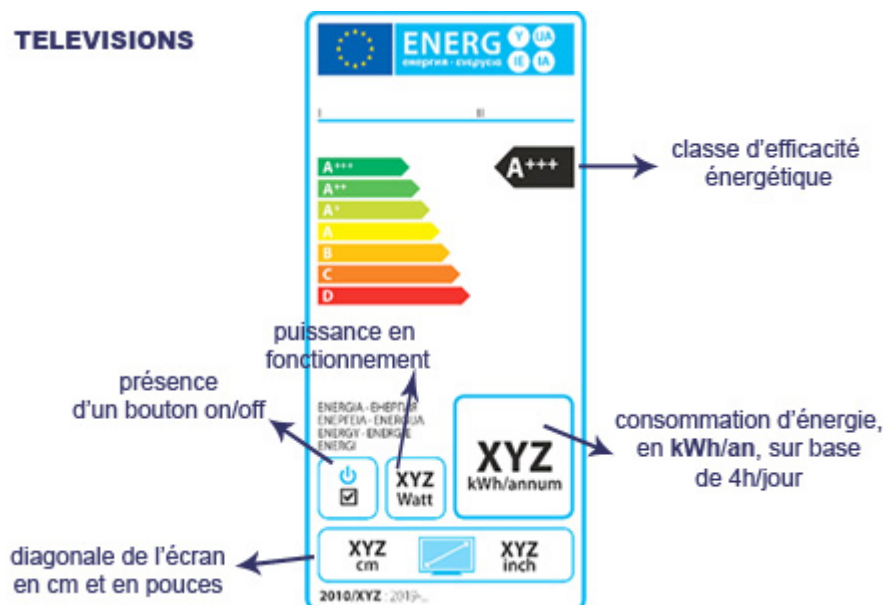 TELEVISIONS
ENERG
енергия · ενεργεια
Y UA
IE IA
I II
A+++
A++
A+
A
B
C
D
A+++
classe d'efficacité
énergétique
puissance en
fonctionnement
présence
d'un bouton on/off
ENERGIA · ЕНЕРГИЯ
ΕΝΕΡΓΕΙΑ · ENERGIJA
ENERGY · ENERGIE
ENERGI
XYZ
Watt
XYZ
kWh/annum
consommation d'énergie,
en kWh/an, sur base
de 4h/jour
diagonale de l'écran
en cm et en pouces
XYZ
cm
XYZ
inch
2010/XYZ